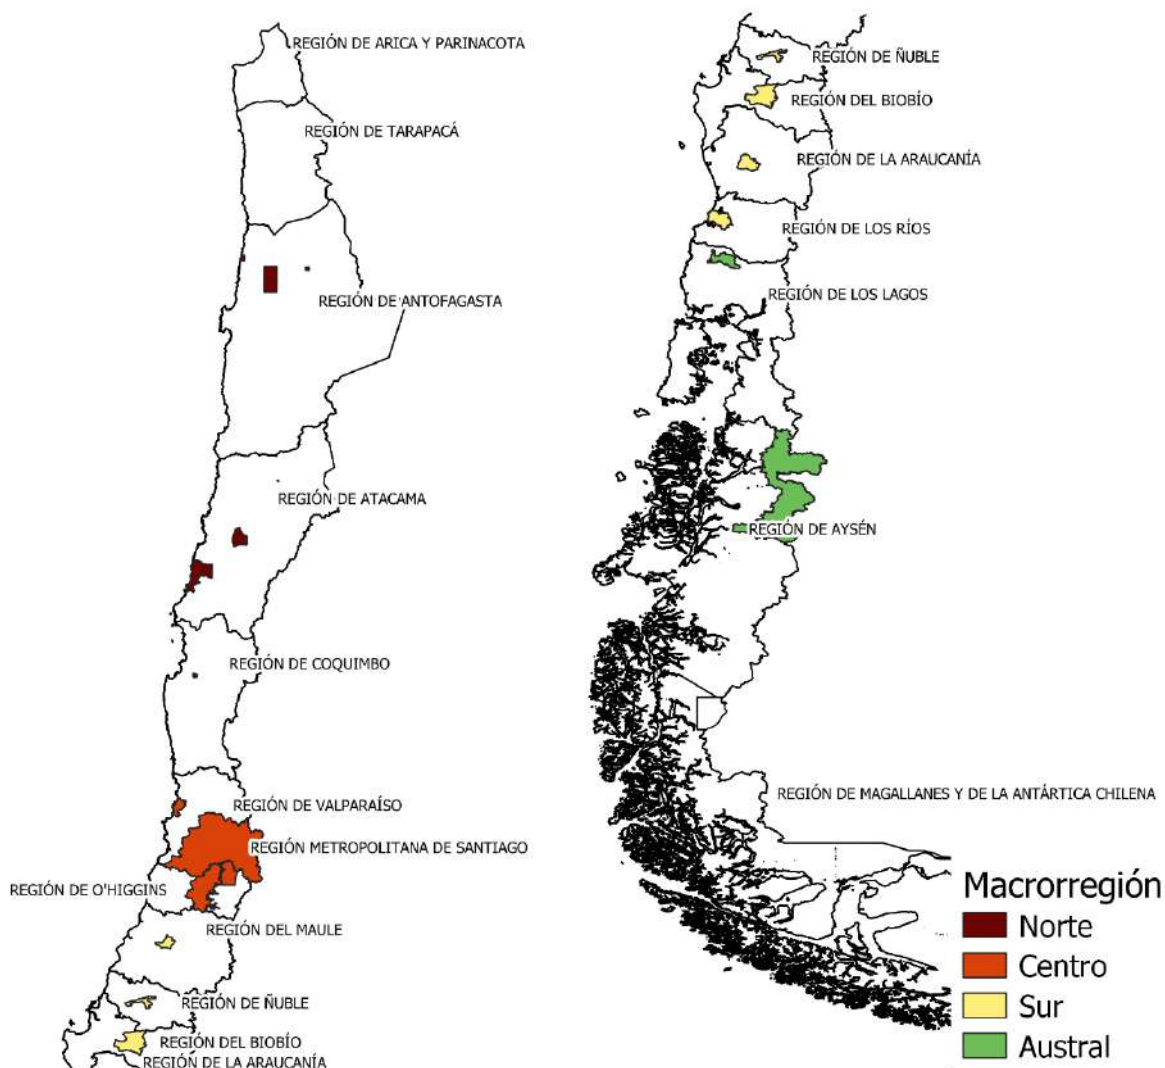 REGIÓN DE ARICA Y PARINACOTA
REGIÓN DE TARAPACÁ
REGIÓN DE ANTOFAGASTA
REGIÓN DE ATACAMA
REGIÓN DE COQUIMBO
REGIÓN DE VALPARAÍSO
REGIÓN METROPOLITANA DE SANTIAGO
REGIÓN DE O'HIGGINS
REGIÓN DEL MAULE
REGIÓN DE ÑUBLE
REGIÓN DEL BIOBÍO
REGIÓN DE LA ARAUCANÍA
REGIÓN DE ÑUBLE
REGIÓN DEL BIOBÍO
REGIÓN DE LA ARAUCANÍA
REGIÓN DE LOS RÍOS
REGIÓN DE LOS LAGOS
REGIÓN DE AYSÉN
REGIÓN DE MAGALLANES Y DE LA ANTÁRTICA CHILENA
Macrorregión
Norte
Centro
Sur
Austral